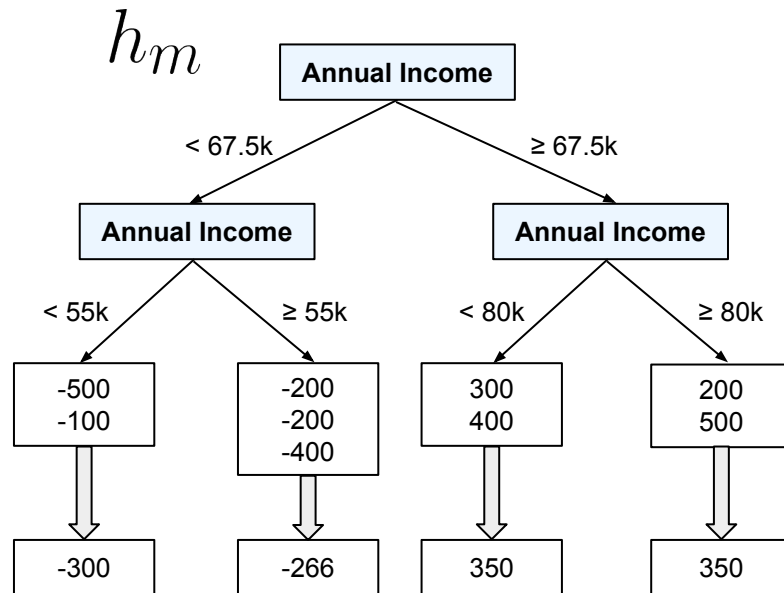 h_m
Annual Income
< 67.5k
≥ 67.5k
Annual Income
Annual Income
< 55k
≥ 55k
< 80k
≥ 80k
-500
-100
-200
-200
-400
300
400
200
500
-300
-266
350
350